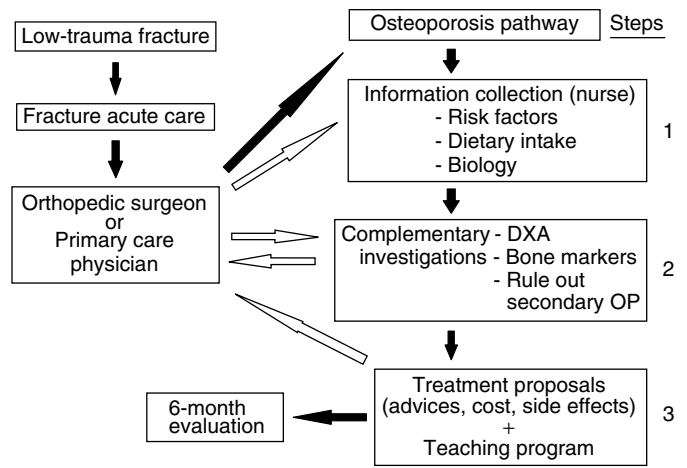 Low-trauma fracture
Fracture acute care
Orthopedic surgeon
or
Primary care
physician
Osteoporosis pathway
Steps
Information collection (nurse)
- Risk factors
- Dietary intake
- Biology
1
Complementary - DXA
investigations - Bone markers
- Rule out
secondary OP
2
Treatment proposals
(advices, cost, side effects)
+
Teaching program
3
6-month
evaluation